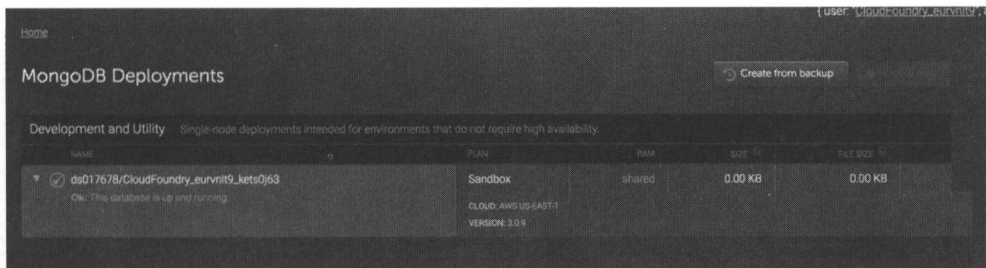 { user: "CloudFoundry_eurvnit9",
Home
MongoDB Deployments
Create from backup
Development and Utility Single-node deployments intended for environments that do not require high availability.
NAME PLAN RAM SIZE FILE SIZE
ds017678/CloudFoundry_eurvnit9_kets0j63 Sandbox shared 0.00 KB 0.00 KB
Ok: This database is up and running.
CLOUD: AWS US-EAST-1
VERSION: 3.0.9